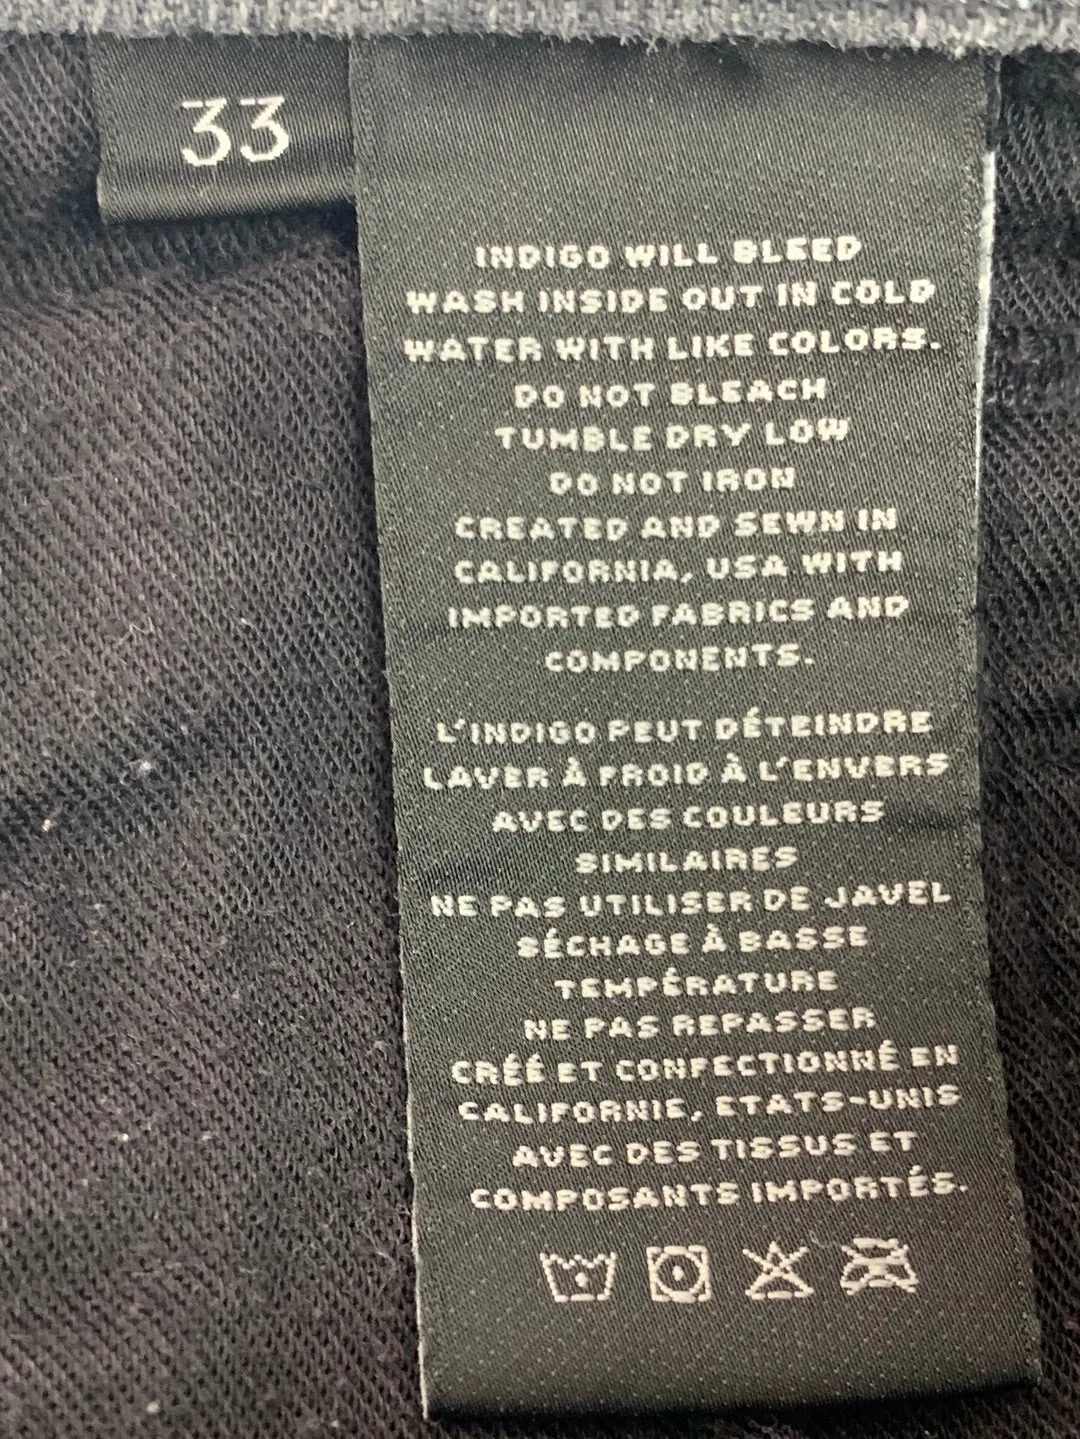 33
INDIGO WILL BLEED
WASH INSIDE OUT IN COLD
WATER WITH LIKE COLORS.
DO NOT BLEACH
TUMBLE DRY LOW
DO NOT IRON
CREATED AND SEWN IN
CALIFORNIA, USA WITH
IMPORTED FABRICS AND
COMPONENTS.
L'INDIGO PEUT DÉTEINDRE
LAVER À FROID À L'ENVERS
AVEC DES COULEURS
SIMILAIRES
NE PAS UTILISER DE JAVEL
SÉCHAGE À BASSE
TEMPÉRATURE
NE PAS REPASSER
CRÉÉ ET CONFECTIONNÉ EN
CALIFORNIE, ETATS-UNIS
AVEC DES TISSUS ET
COMPOSANTS IMPORTÉS.